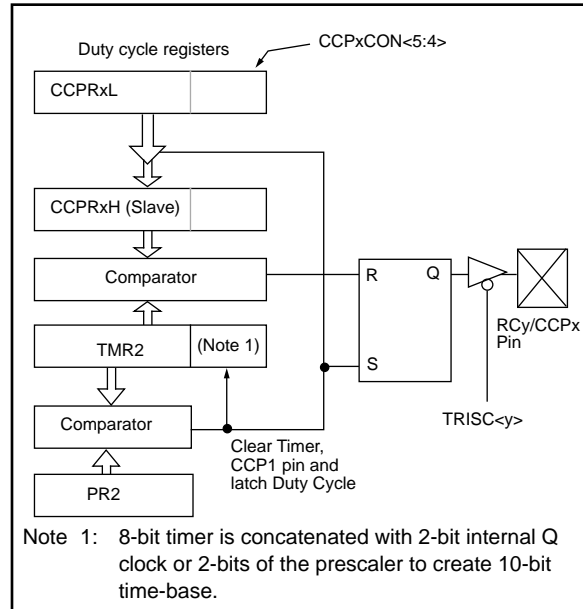 Duty cycle registers
CCPxCON<5:4>
CCPRxL
CCPRxH (Slave)
Comparator
R
Q
RCy/CCPx
Pin
TMR2
(Note 1)
S
TRISC<y>
Comparator
Clear Timer,
CCP1 pin and
latch Duty Cycle
PR2
Note 1: 8-bit timer is concatenated with 2-bit internal Q
clock or 2-bits of the prescaler to create 10-bit
time-base.